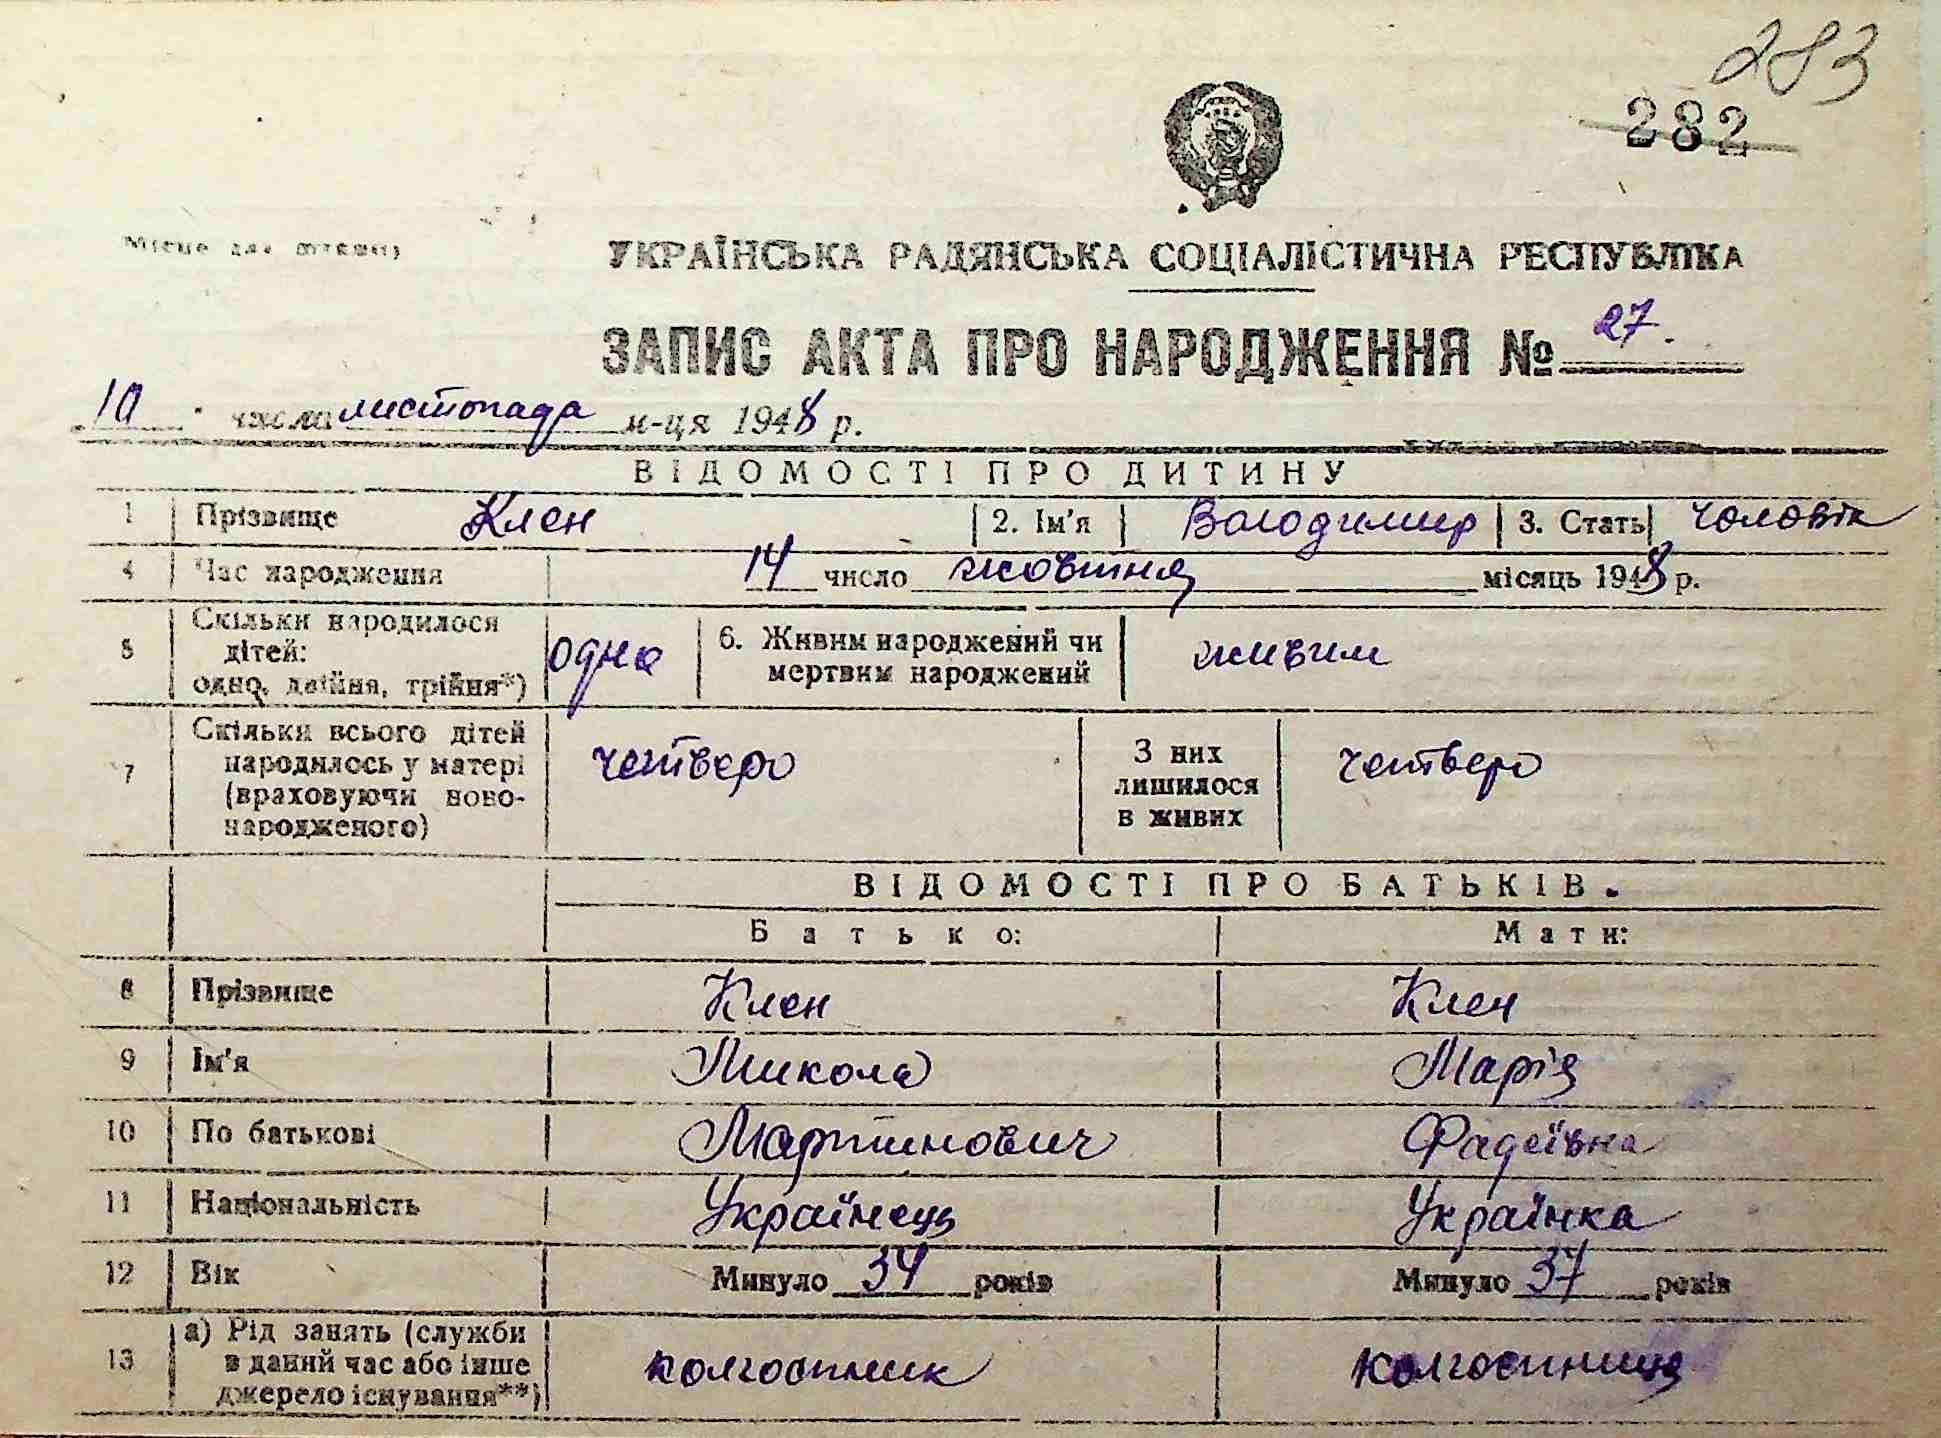 283
282
Місце для
УКРАЇНСЬКА РАДЯНСЬКА СОЦІАЛІСТИЧНА РЕСПУБЛІКА
ЗАПИС АКТА ПРО НАРОДЖЕННЯ № 27.
10 числа листопада м-ця 1948 р.
ВІДОМОСТІ ПРО ДИТИНУ
1 Прізвище Клен 2. Ім'я Володимир 3. Стать чоловік
4 Час народження 14 число жовтня місяць 1948 р.
Скільки народилося
5 дітей: одна 6. Живим народжений чи живим
одно, двійня, трійня*) мертвим народжений
Скільки всього дітей
7 народилось у матері четверо З них четверо
(враховуючи ново- лишилося
народженого) в живих
ВІДОМОСТІ ПРО БАТЬКІВ.
Батько: Мати:
8 Прізвище Клен Клен
9 Ім'я Микола Марія
10 По батькові Мартинович Фадеївна
11 Національність Українець Українка
12 Вік Минуло 34 років Минуло 37 років
а) Рід занять (служби
13 в даний час або інше колгоспник колгоспниця
джерело існування**)